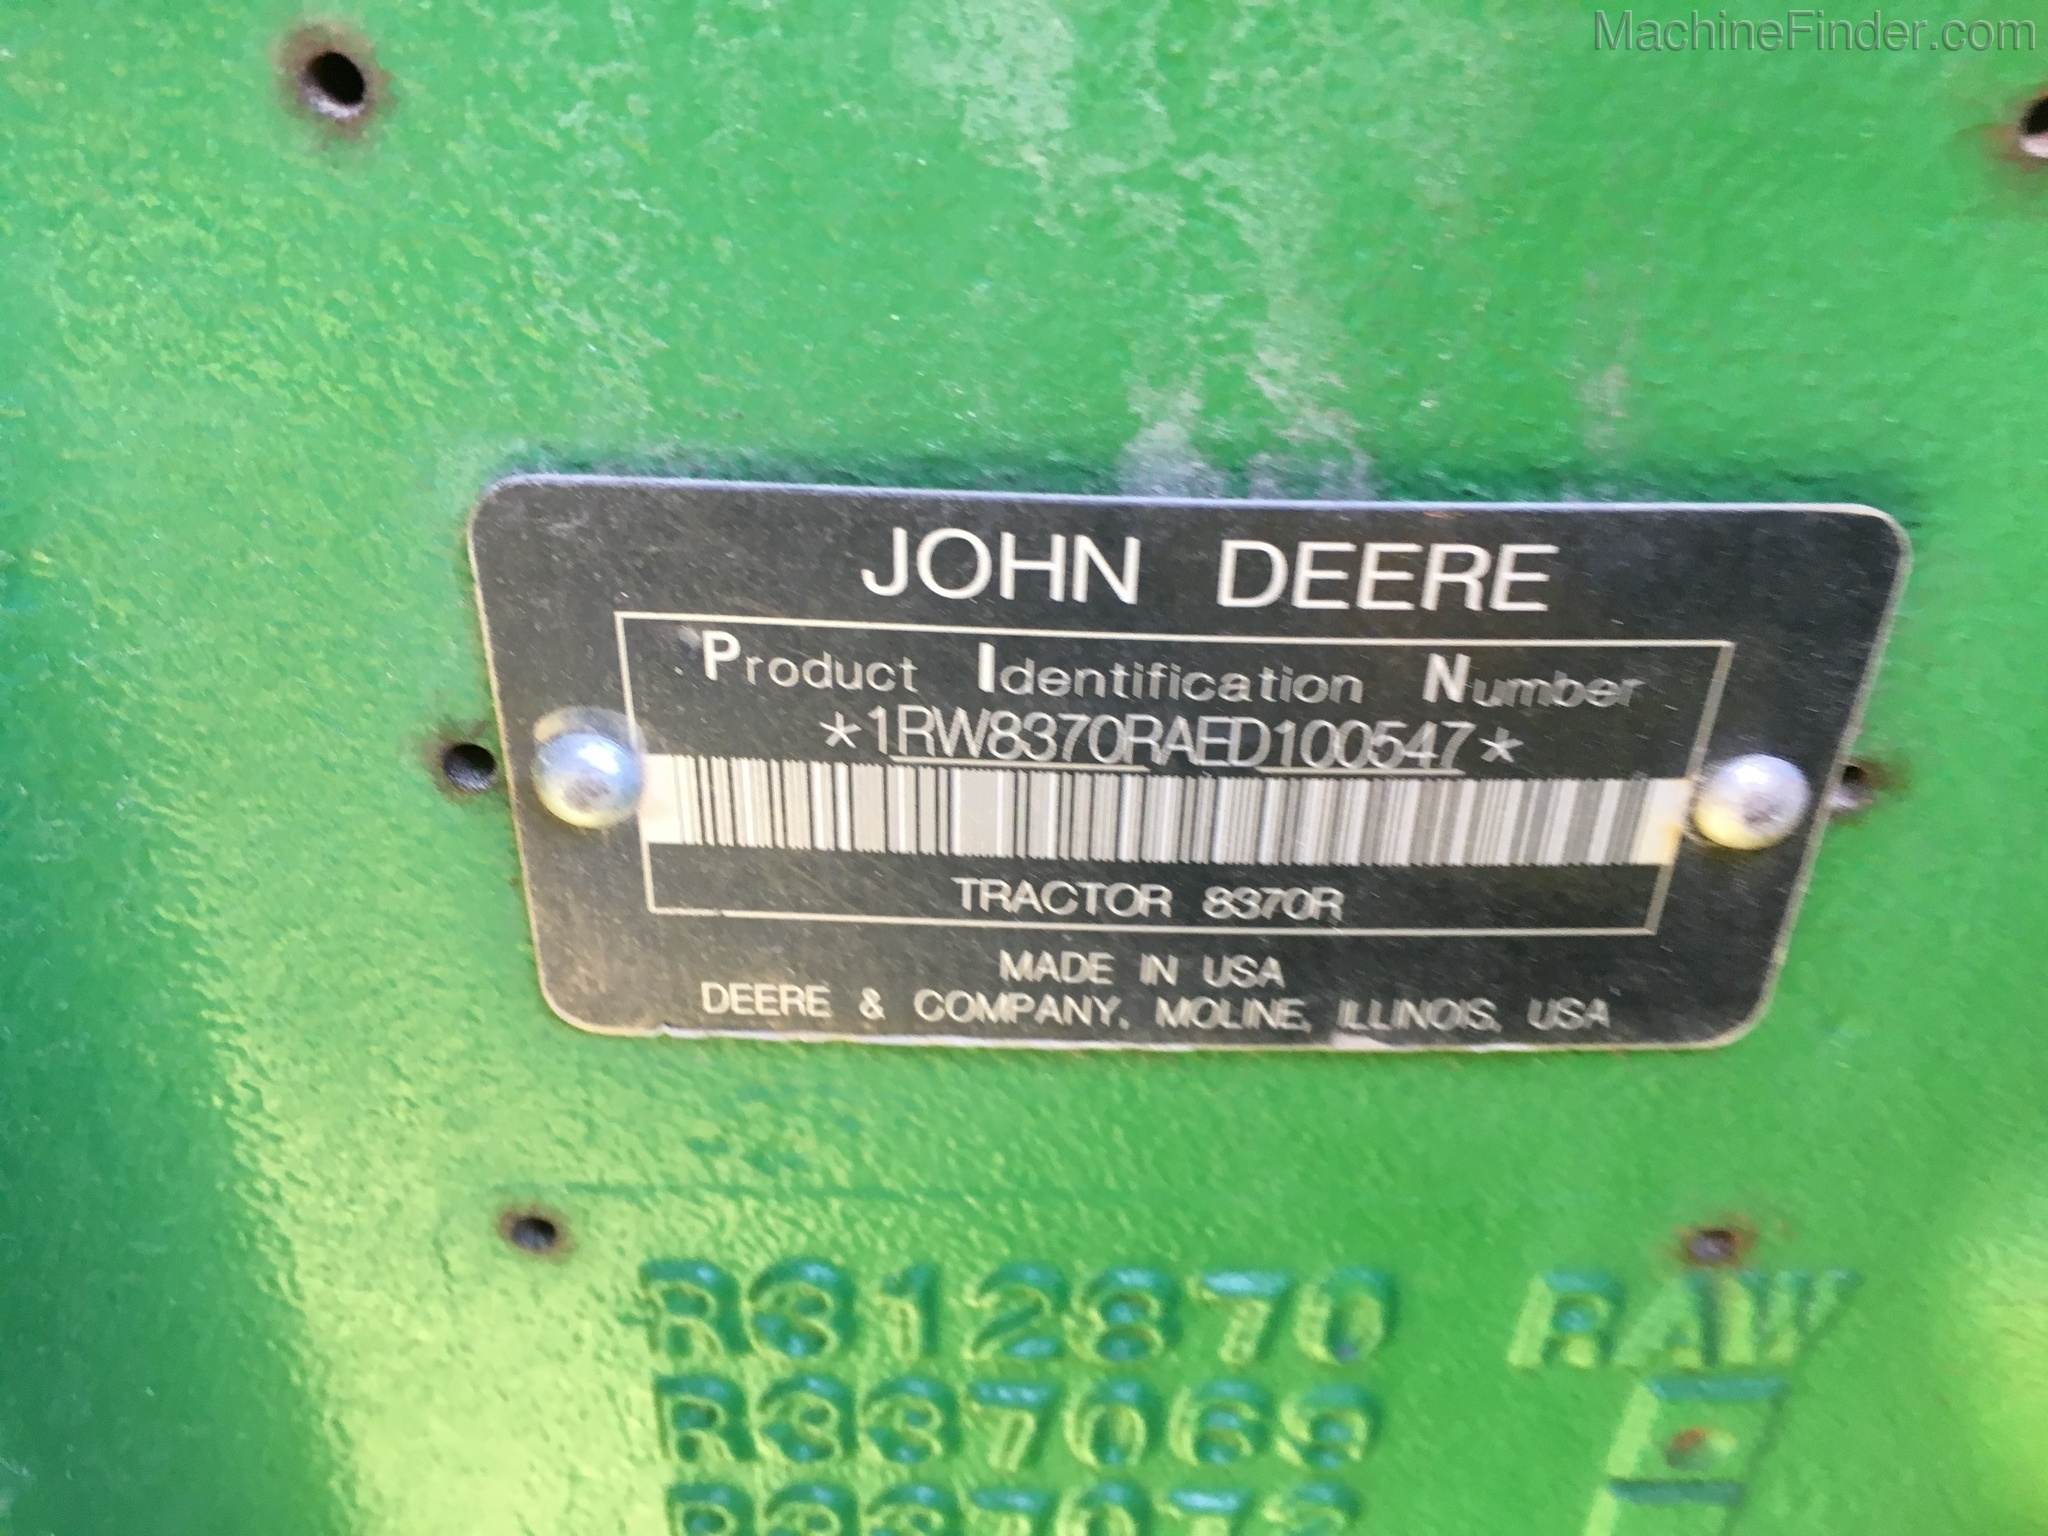 MachineFinder.com
JOHN DEERE
Product Identification Number
*1RW8370RAED100547*
TRACTOR 8370R
MADE IN USA
DEERE & COMPANY, MOLINE, ILLINOIS, USA
R312870 RAW
R337069
R337072